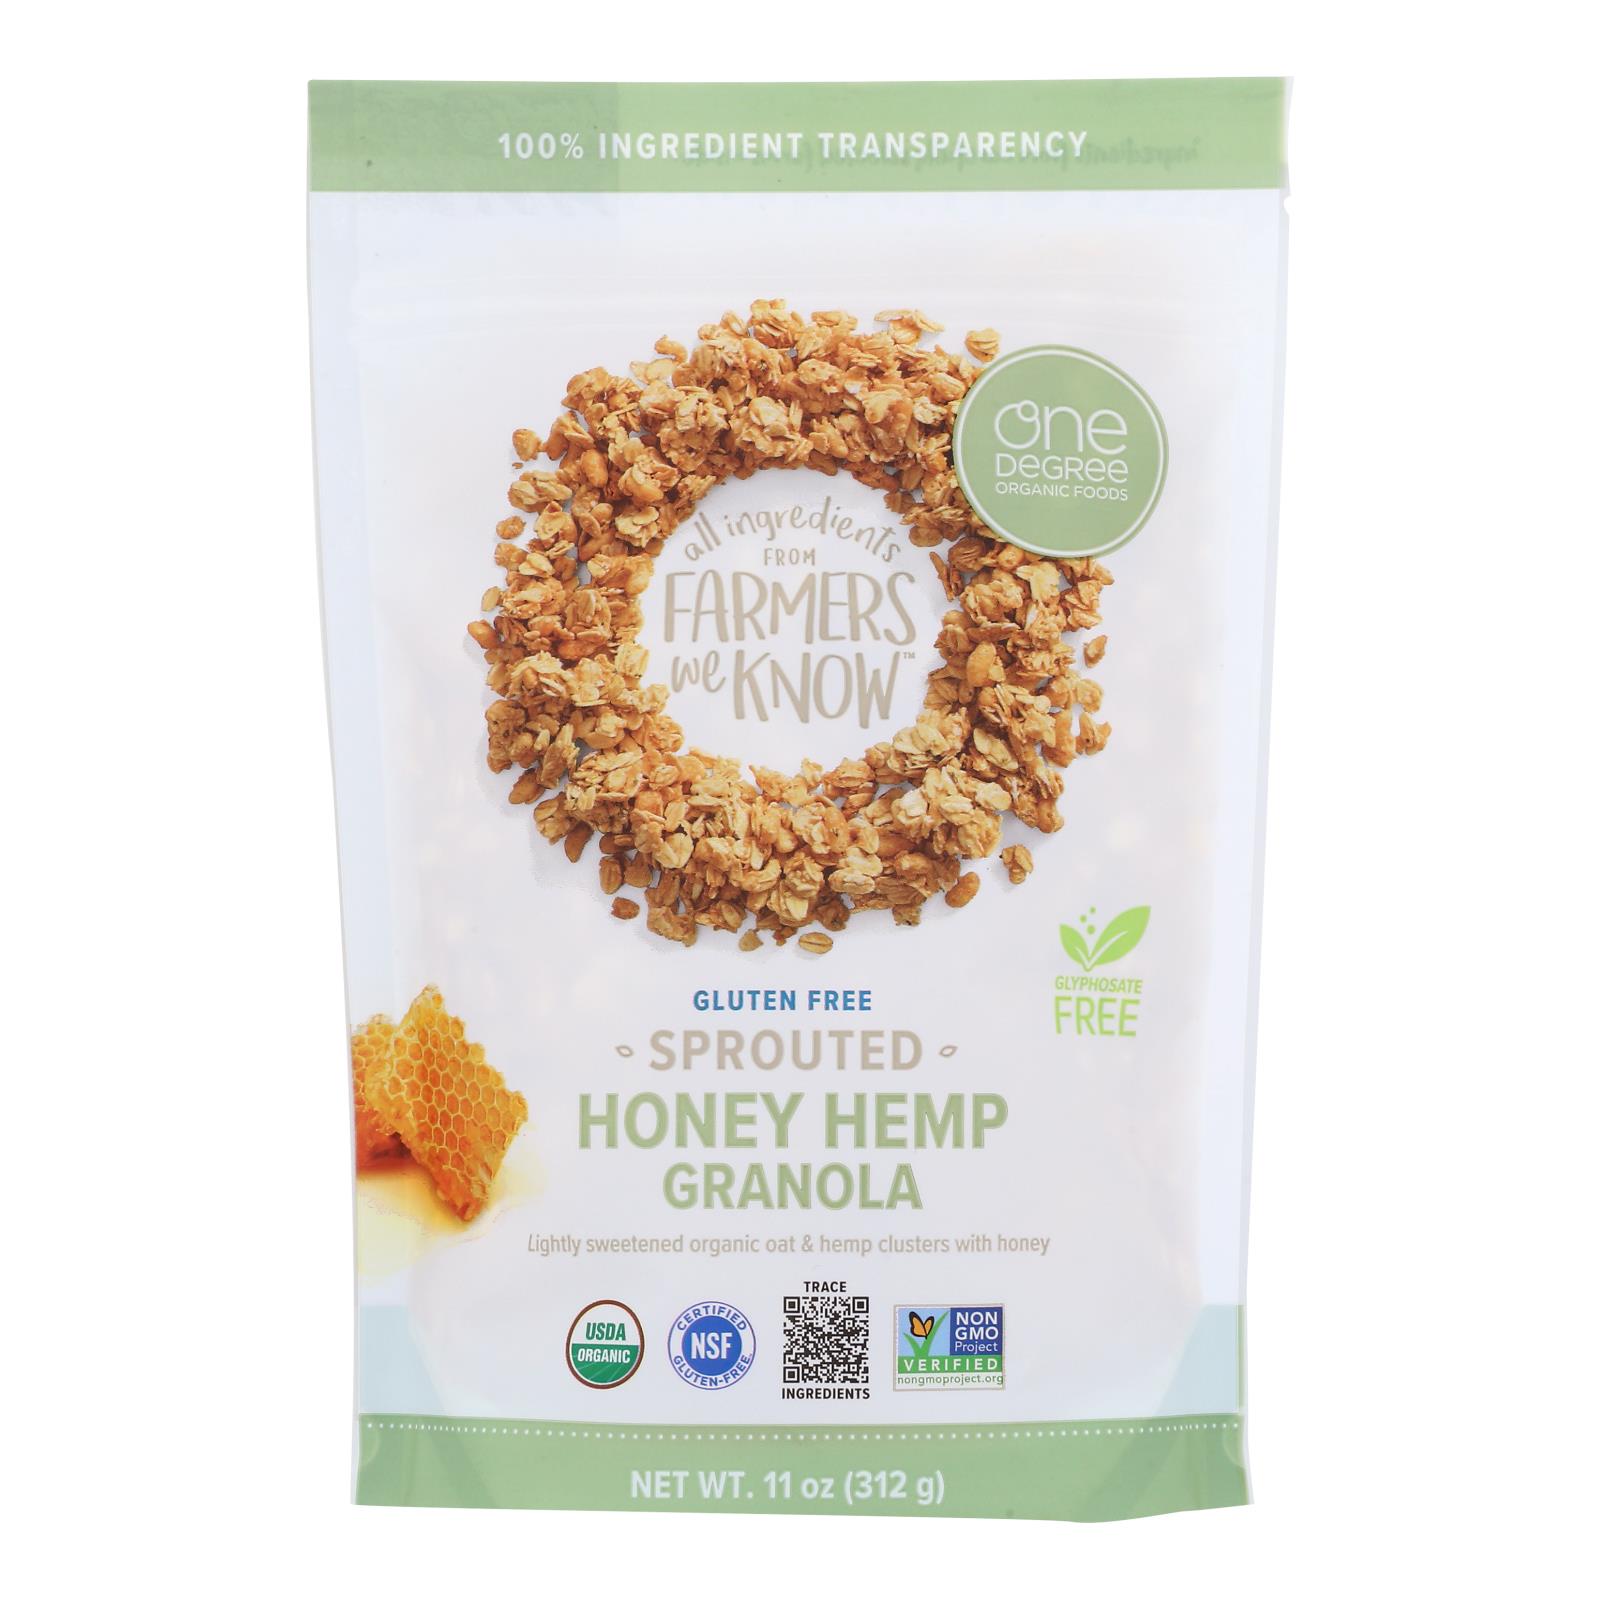 100% INGREDIENT TRANSPARENCY
one
DEGREE
ORGANIC FOODS
all ingredients
FROM
FARMERS
we KNOW™
GLYPHOSATE
FREE
GLUTEN FREE
SPROUTED
HONEY HEMP
GRANOLA
Lightly sweetened organic oat & hemp clusters with honey
USDA
ORGANIC
CERTIFIED
NSF
GLUTEN-FREE
TRACE
INGREDIENTS
NON
GMO
Project
VERIFIED
nongmoproject.org
NET WT. 11 oz (312 g)